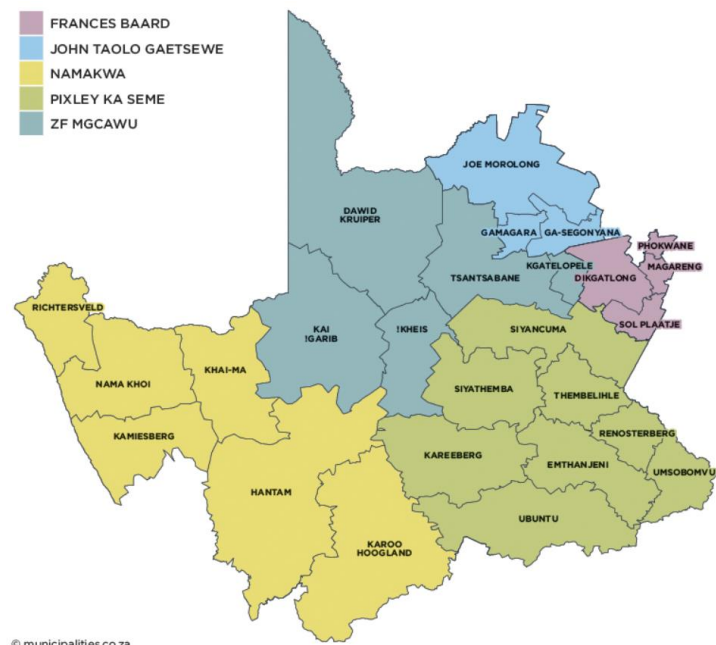 FRANCES BAARD
JOHN TAOLO GAETSEWE
NAMAKWA
PIXLEY KA SEME
ZF MGCAWU
JOE MOROLONG
DAWID
KRUIPER
GAMAGARA
GA-SEGONYANA
PHOKWANE
KGATELOPELE
MAGARENG
TSANTSABANE
DIKGATLONG
RICHTERSVELD
KAI
!GARIB
!KHEIS
SIYANCUMA
SOL PLAATJE
NAMA KHOI
KHAI-MA
SIYATHEMBA
THEMBELIHLE
KAMIESBERG
RENOSTERBERG
KAREEBERG
EMTHANJENI
UMSOBOMVU
HANTAM
UBUNTU
KAROO
HOOGLAND
© municipalities.co.za